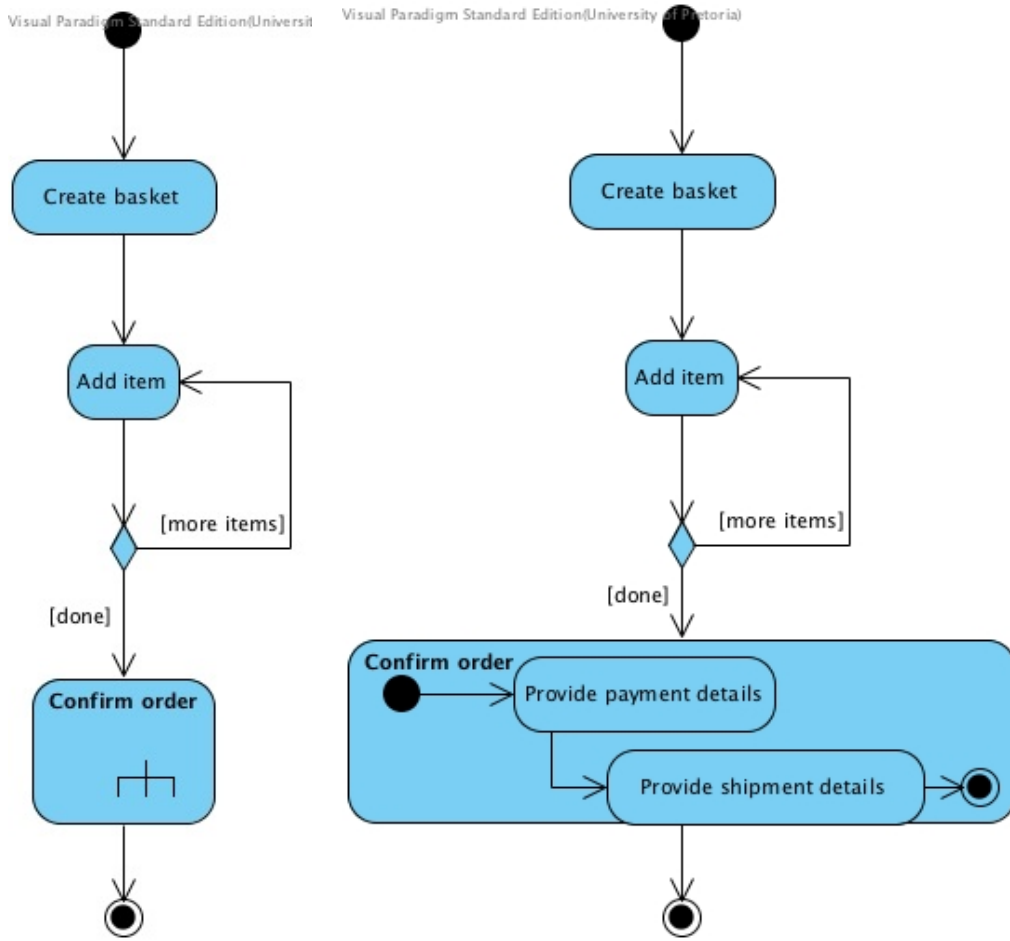 Visual Paradigm Standard Edition(Universit
Create basket
Add item
[more items]
[done]
Confirm order
Visual Paradigm Standard Edition(University of Pretoria)
Create basket
Add item
[more items]
[done]
Confirm order
Provide payment details
Provide shipment details